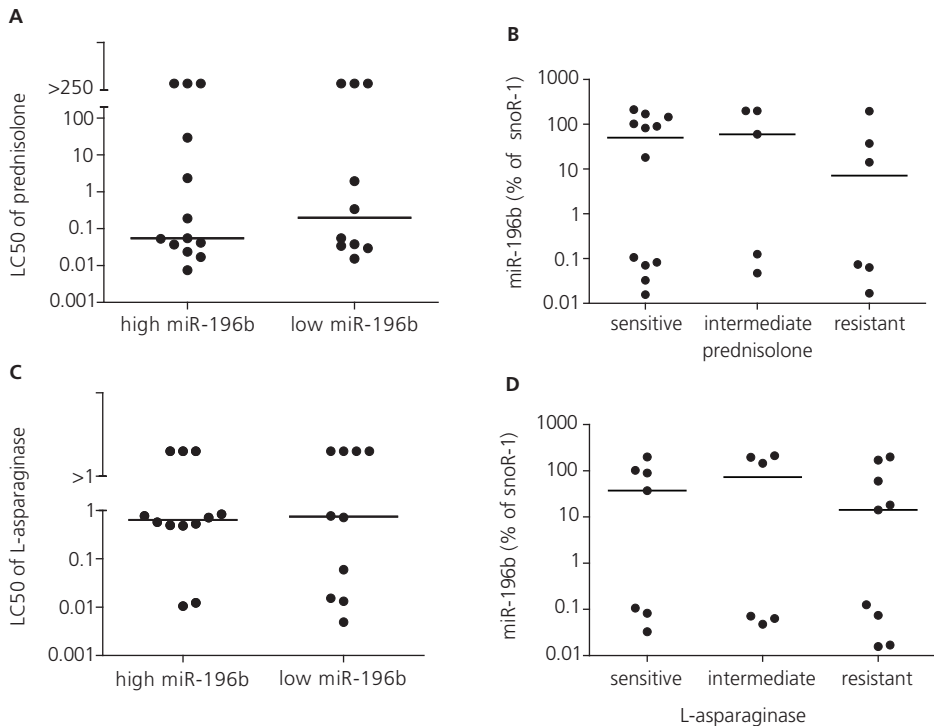 A
LC50 of prednisolone
>250
100
10
1
0.1
0.01
0.001
high miR-196b
low miR-196b
B
miR-196b (% of snoR-1)
1000
100
10
1
0.1
0.01
sensitive
intermediate
resistant
prednisolone
C
LC50 of L-asparaginase
>1
1
0.1
0.01
0.001
high miR-196b
low miR-196b
D
miR-196b (% of snoR-1)
1000
100
10
1
0.1
0.01
sensitive
intermediate
resistant
L-asparaginase